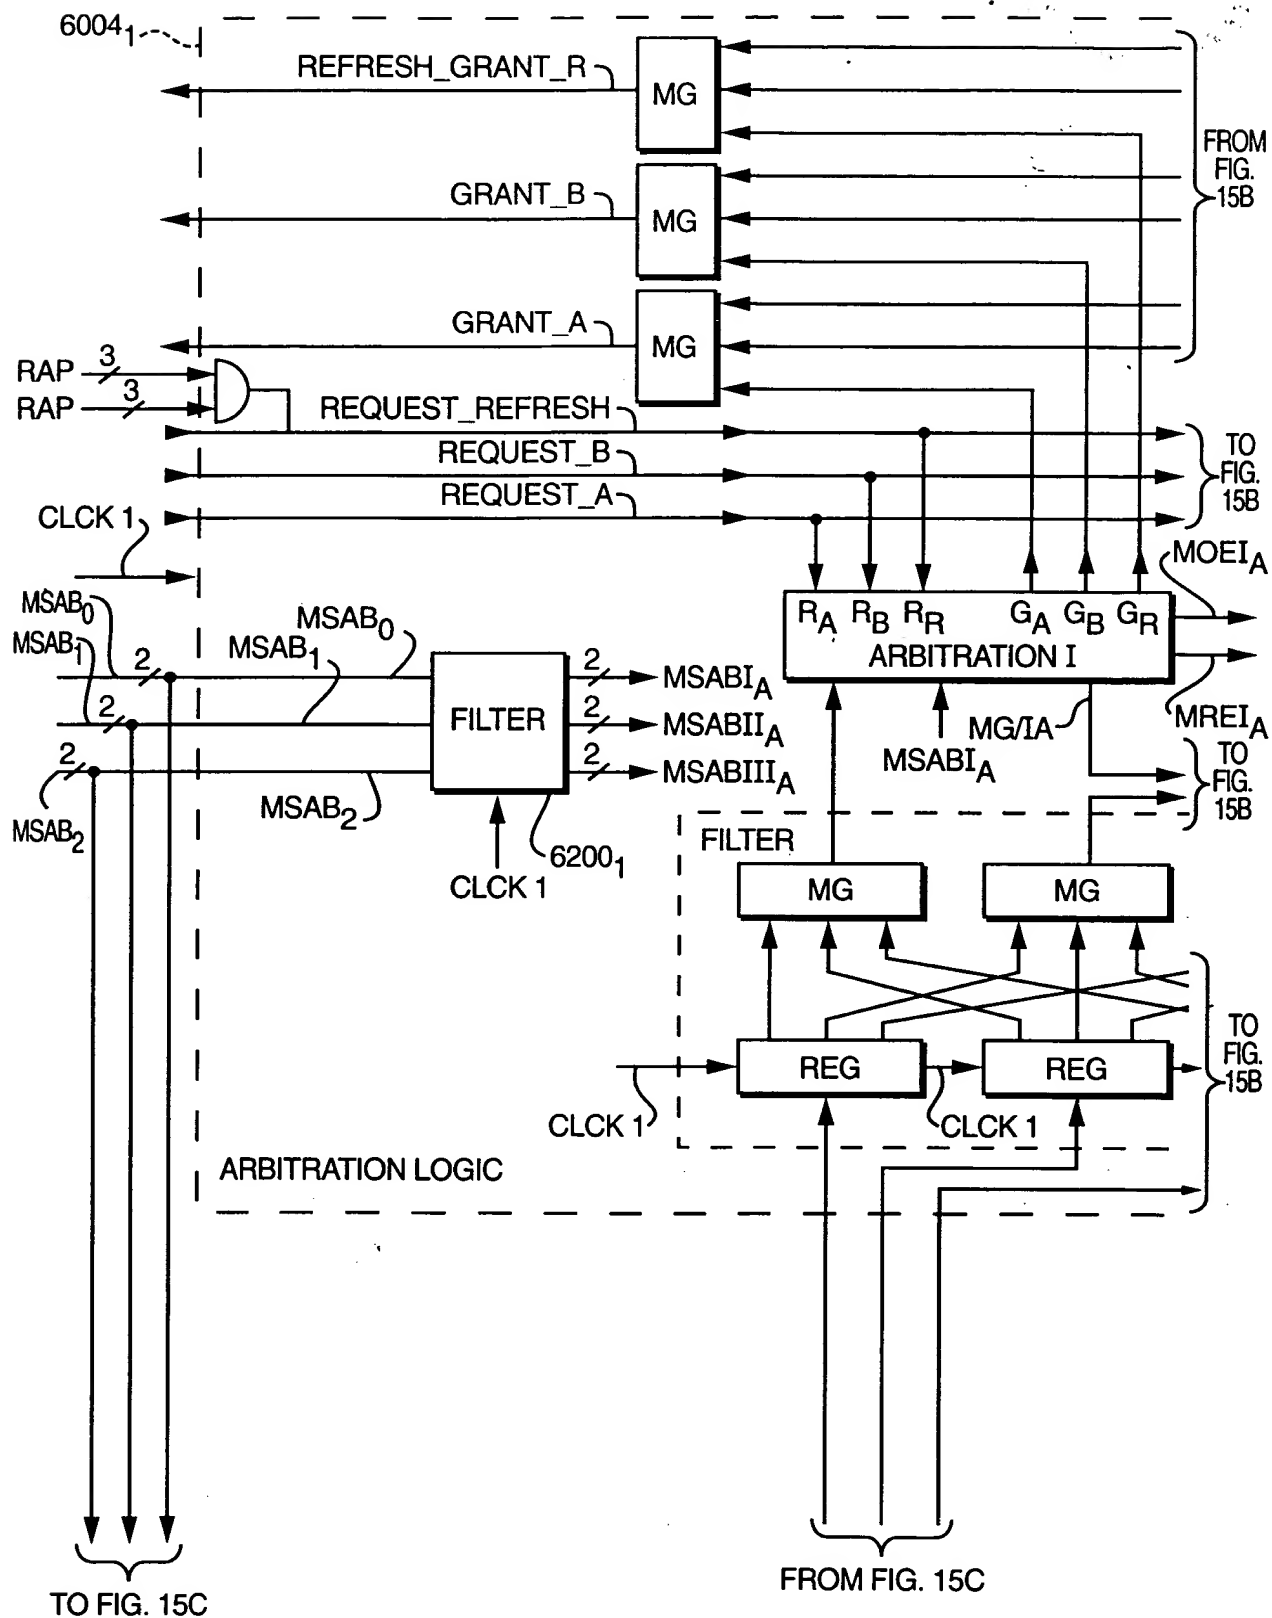 6004₁
REFRESH_GRANT_R
MG
FROM
FIG.
15B
GRANT_B
MG
GRANT_A
MG
RAP 3
RAP 3
REQUEST_REFRESH
REQUEST_B
REQUEST_A
TO
FIG.
15B
CLCK 1
MOEI_A
R_A R_B R_R G_A G_B G_R
ARBITRATION I
MREI_A
MG/IA
MSABI_A
TO
FIG.
15B
MSAB₀
MSAB₁
MSAB₂
2
2
2
MSAB₀
MSAB₁
MSAB₂
FILTER
2 MSABI_A
2 MSABII_A
2 MSABIII_A
CLCK 1
6200₁
FILTER
MG
MG
REG
REG
CLCK 1
CLCK 1
TO
FIG.
15B
ARBITRATION LOGIC
TO FIG. 15C
FROM FIG. 15C